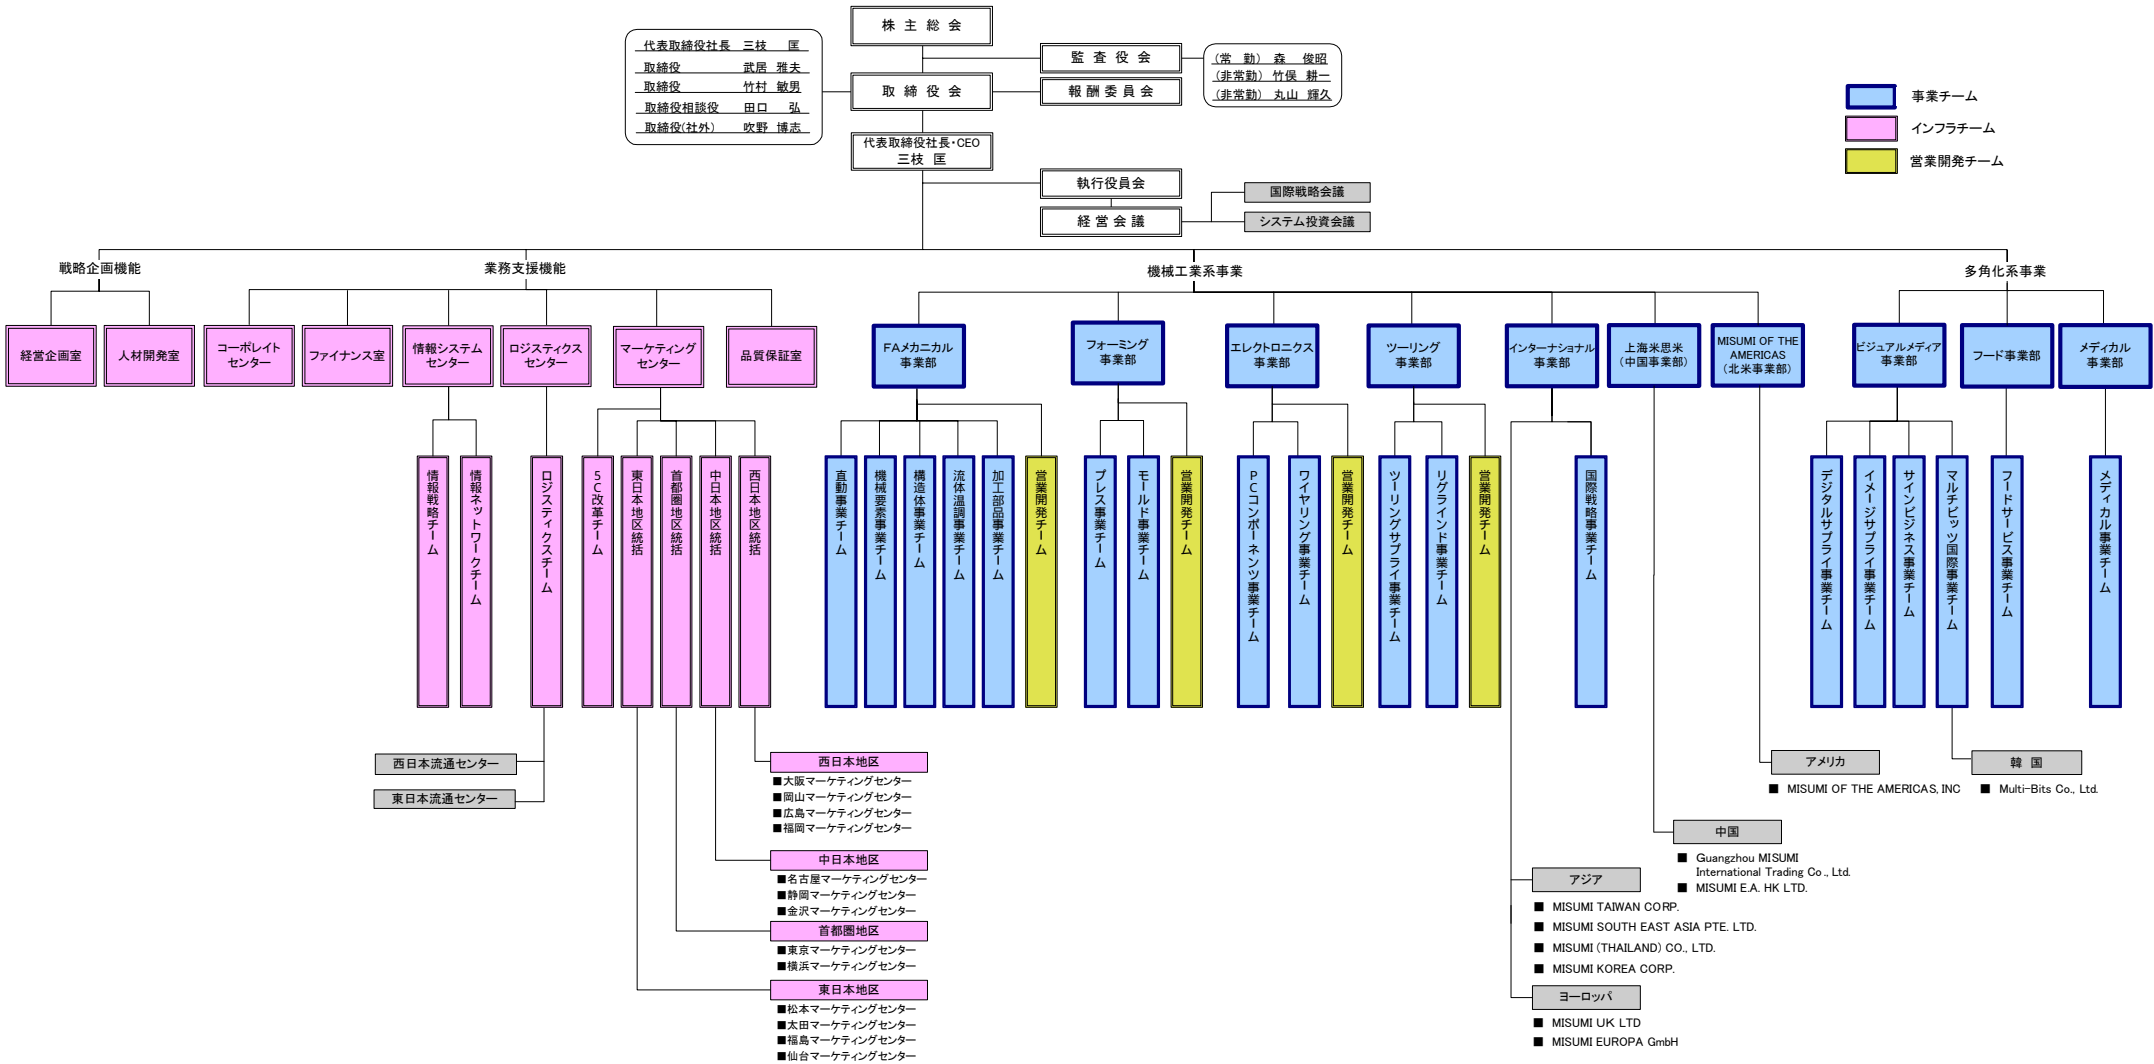 株主総会
代表取締役社長 三枝 匡
取締役 武居 雅夫
取締役 竹村 敏男
取締役相談役 田口 弘
取締役(社外) 吹野 博志
監査役会
(常 勤) 森 俊昭
(非常勤) 竹俣 耕一
(非常勤) 丸山 輝久
取締役会
報酬委員会
代表取締役社長・CEO
三枝 匡
執行役員会
経営会議
国際戦略会議
システム投資会議
事業チーム
インフラチーム
営業開発チーム
戦略企画機能
業務支援機能
機械工業系事業
多角化系事業
経営企画室
人材開発室
コーポレイト
センター
ファイナンス室
情報システム
センター
ロジスティクス
センター
マーケティング
センター
品質保証室
FAメカニカル
事業部
フォーミング
事業部
エレクトロニクス
事業部
ツーリング
事業部
インターナショナル
事業部
上海米思米
(中国事業部)
MISUMI OF THE
AMERICAS
(北米事業部)
ビジュアルメディア
事業部
フード事業部
メディカル
事業部
情報戦略チーム
情報ネットワークチーム
ロジスティクスチーム
5C改革チーム
東日本地区統括
首都圏地区統括
中日本地区統括
西日本地区統括
直動事業チーム
機械要素事業チーム
構造体事業チーム
流体温調事業チーム
加工部品事業チーム
営業開発チーム
プレス事業チーム
モールド事業チーム
営業開発チーム
PCコンポーネンツ事業チーム
ワイヤリング事業チーム
営業開発チーム
ツーリングサプライ事業チーム
リグラインド事業チーム
営業開発チーム
国際戦略事業チーム
デジタルサプライ事業チーム
イメージサプライ事業チーム
サインビジネス事業チーム
マルチビッツ国際事業チーム
フードサービス事業チーム
メディカル事業チーム
西日本流通センター
東日本流通センター
西日本地区
■大阪マーケティングセンター
■岡山マーケティングセンター
■広島マーケティングセンター
■福岡マーケティングセンター
中日本地区
■名古屋マーケティングセンター
■静岡マーケティングセンター
■金沢マーケティングセンター
首都圏地区
■東京マーケティングセンター
■横浜マーケティングセンター
東日本地区
■松本マーケティングセンター
■太田マーケティングセンター
■福島マーケティングセンター
■仙台マーケティングセンター
アメリカ
■ MISUMI OF THE AMERICAS, INC
韓 国
■ Multi-Bits Co., Ltd.
中国
■ Guangzhou MISUMI
International Trading Co., Ltd.
■ MISUMI E.A. HK LTD.
アジア
■ MISUMI TAIWAN CORP.
■ MISUMI SOUTH EAST ASIA PTE. LTD.
■ MISUMI (THAILAND) CO., LTD.
■ MISUMI KOREA CORP.
ヨーロッパ
■ MISUMI UK LTD
■ MISUMI EUROPA GmbH